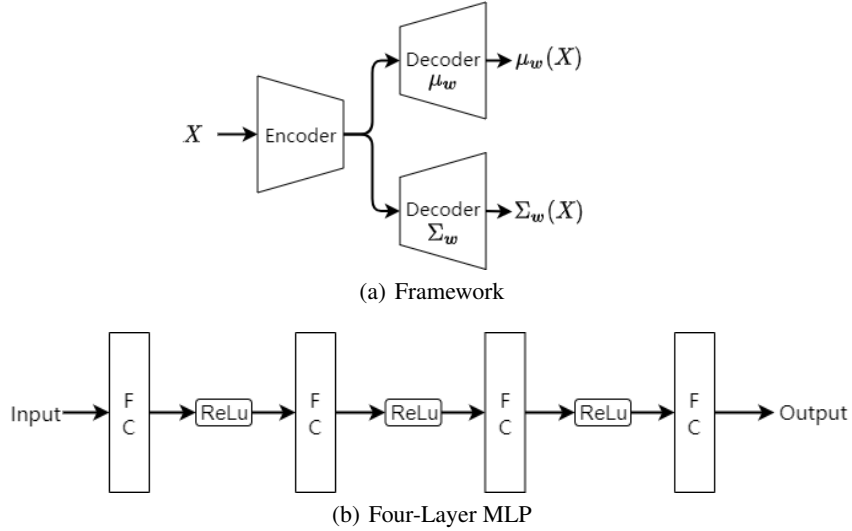 Decoder
μ_w
μ_w(X)
X
Encoder
Decoder
Σ_w
Σ_w(X)
(a) Framework
Input
F
C
ReLu
F
C
ReLu
F
C
ReLu
F
C
Output
(b) Four-Layer MLP